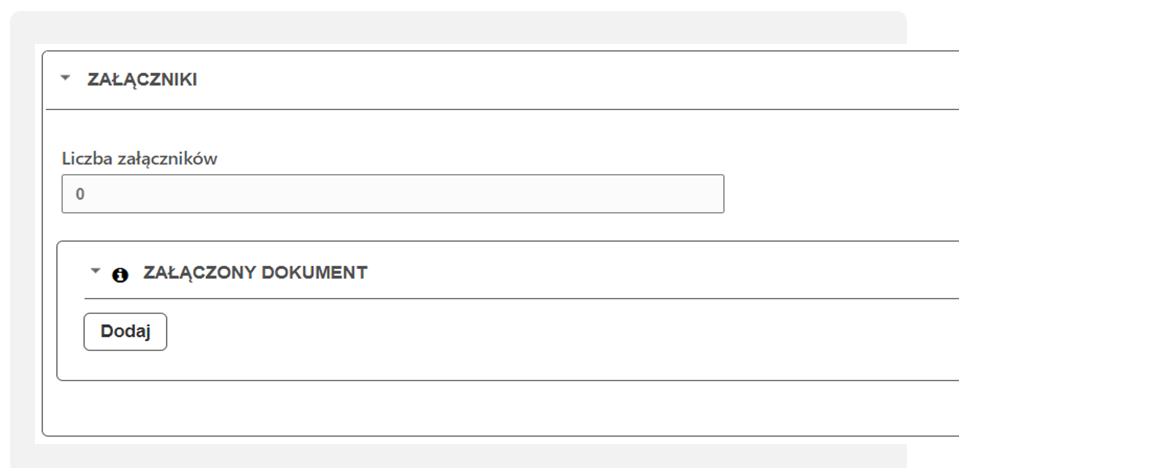 ZAŁĄCZNIKI
Liczba załączników
0
ZAŁĄCZONY DOKUMENT
Dodaj